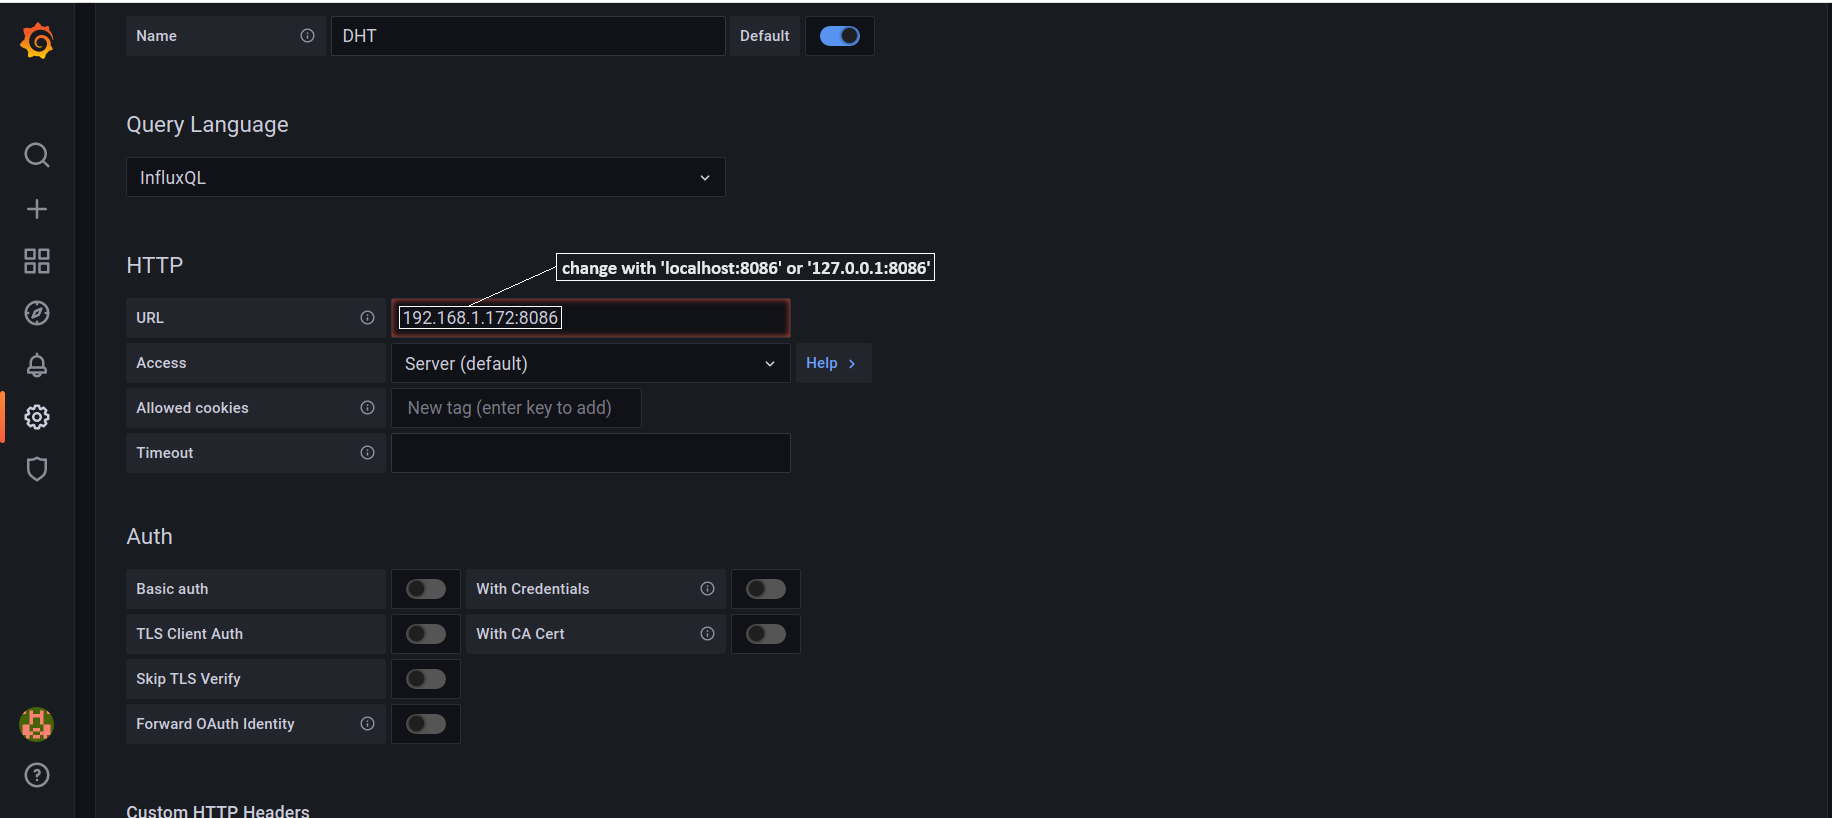 Name DHT Default
Query Language
InfluxQL
HTTP
change with 'localhost:8086' or '127.0.0.1:8086'
URL 192.168.1.172:8086
Access Server (default) Help
Allowed cookies New tag (enter key to add)
Timeout
Auth
Basic auth With Credentials
TLS Client Auth With CA Cert
Skip TLS Verify
Forward OAuth Identity
Custom HTTP Headers